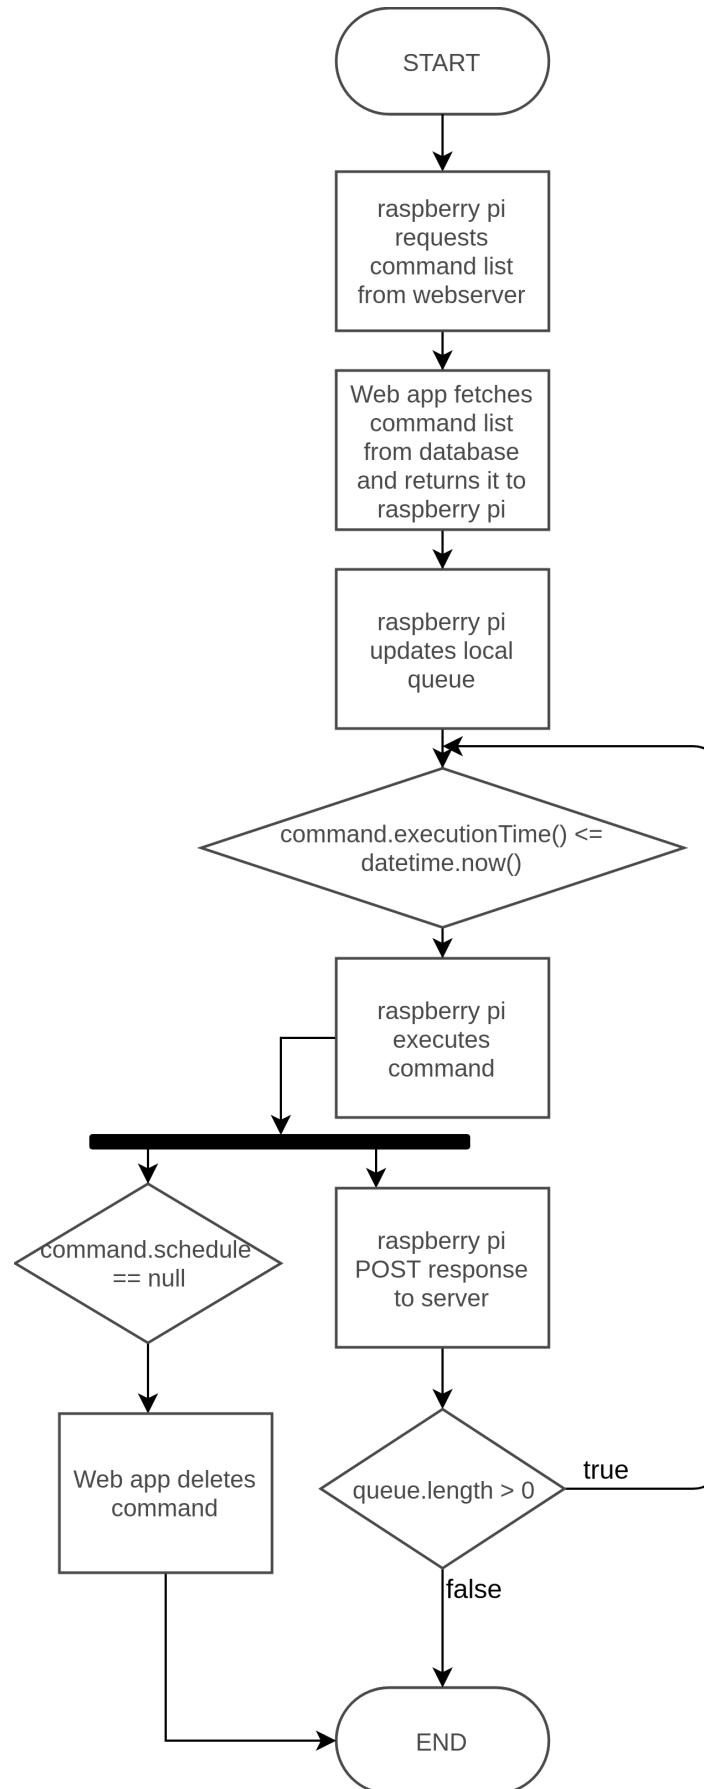 START
raspberry pi
requests
command list
from webserver
Web app fetches
command list
from database
and returns it to
raspberry pi
raspberry pi
updates local
queue
command.executionTime() <=
datetime.now()
raspberry pi
executes
command
command.schedule
== null
raspberry pi
POST response
to server
Web app deletes
command
queue.length > 0
true
false
END